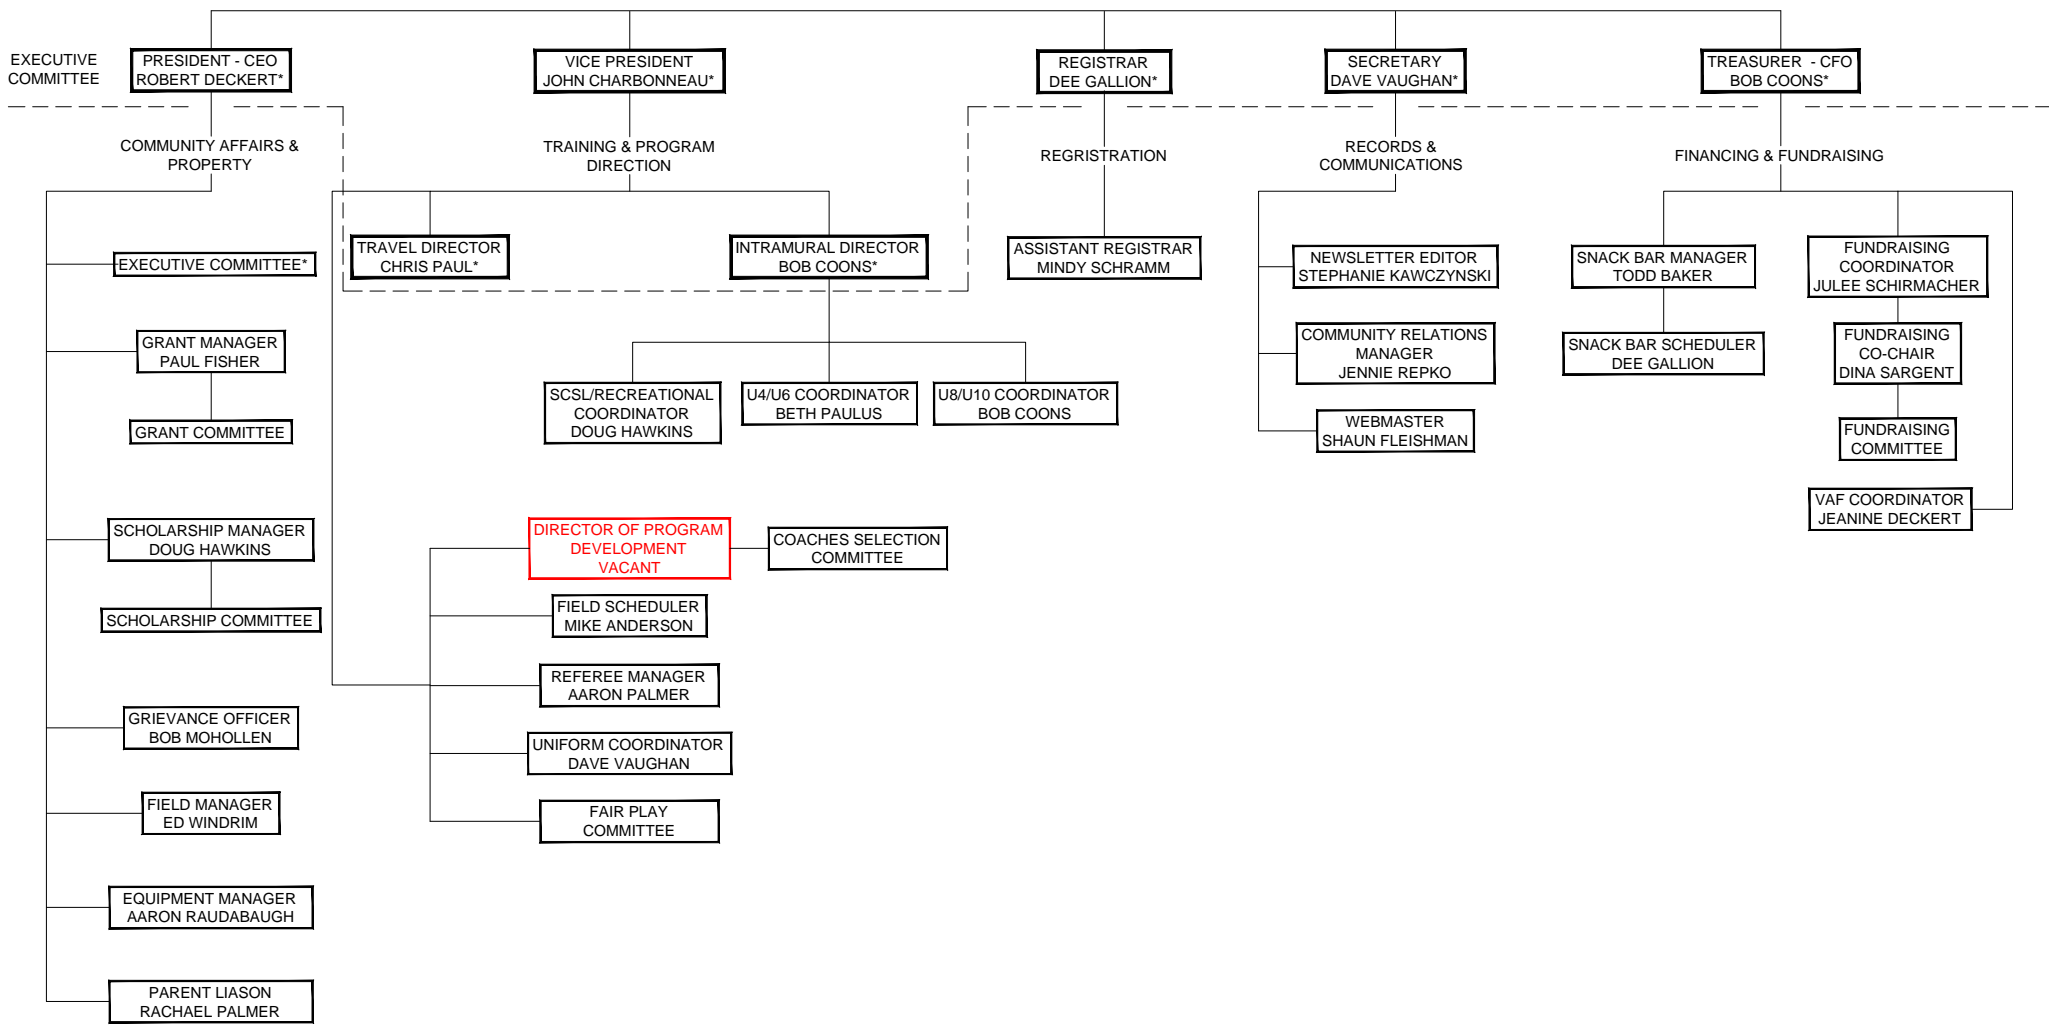 EXECUTIVE
COMMITTEE
PRESIDENT - CEO
ROBERT DECKERT*
VICE PRESIDENT
JOHN CHARBONNEAU*
REGISTRAR
DEE GALLION*
SECRETARY
DAVE VAUGHAN*
TREASURER - CFO
BOB COONS*
COMMUNITY AFFAIRS &
PROPERTY
TRAINING & PROGRAM
DIRECTION
REGRISTRATION
RECORDS &
COMMUNICATIONS
FINANCING & FUNDRAISING
EXECUTIVE COMMITTEE*
GRANT MANAGER
PAUL FISHER
GRANT COMMITTEE
SCHOLARSHIP MANAGER
DOUG HAWKINS
SCHOLARSHIP COMMITTEE
GRIEVANCE OFFICER
BOB MOHOLLEN
FIELD MANAGER
ED WINDRIM
EQUIPMENT MANAGER
AARON RAUDABAUGH
PARENT LIASON
RACHAEL PALMER
TRAVEL DIRECTOR
CHRIS PAUL*
INTRAMURAL DIRECTOR
BOB COONS*
SCSL/RECREATIONAL
COORDINATOR
DOUG HAWKINS
U4/U6 COORDINATOR
BETH PAULUS
U8/U10 COORDINATOR
BOB COONS
DIRECTOR OF PROGRAM
DEVELOPMENT
VACANT
COACHES SELECTION
COMMITTEE
FIELD SCHEDULER
MIKE ANDERSON
REFEREE MANAGER
AARON PALMER
UNIFORM COORDINATOR
DAVE VAUGHAN
FAIR PLAY
COMMITTEE
ASSISTANT REGISTRAR
MINDY SCHRAMM
NEWSLETTER EDITOR
STEPHANIE KAWCZYNSKI
COMMUNITY RELATIONS
MANAGER
JENNIE REPKO
WEBMASTER
SHAUN FLEISHMAN
SNACK BAR MANAGER
TODD BAKER
SNACK BAR SCHEDULER
DEE GALLION
FUNDRAISING
COORDINATOR
JULEE SCHIRMACHER
FUNDRAISING
CO-CHAIR
DINA SARGENT
FUNDRAISING
COMMITTEE
VAF COORDINATOR
JEANINE DECKERT